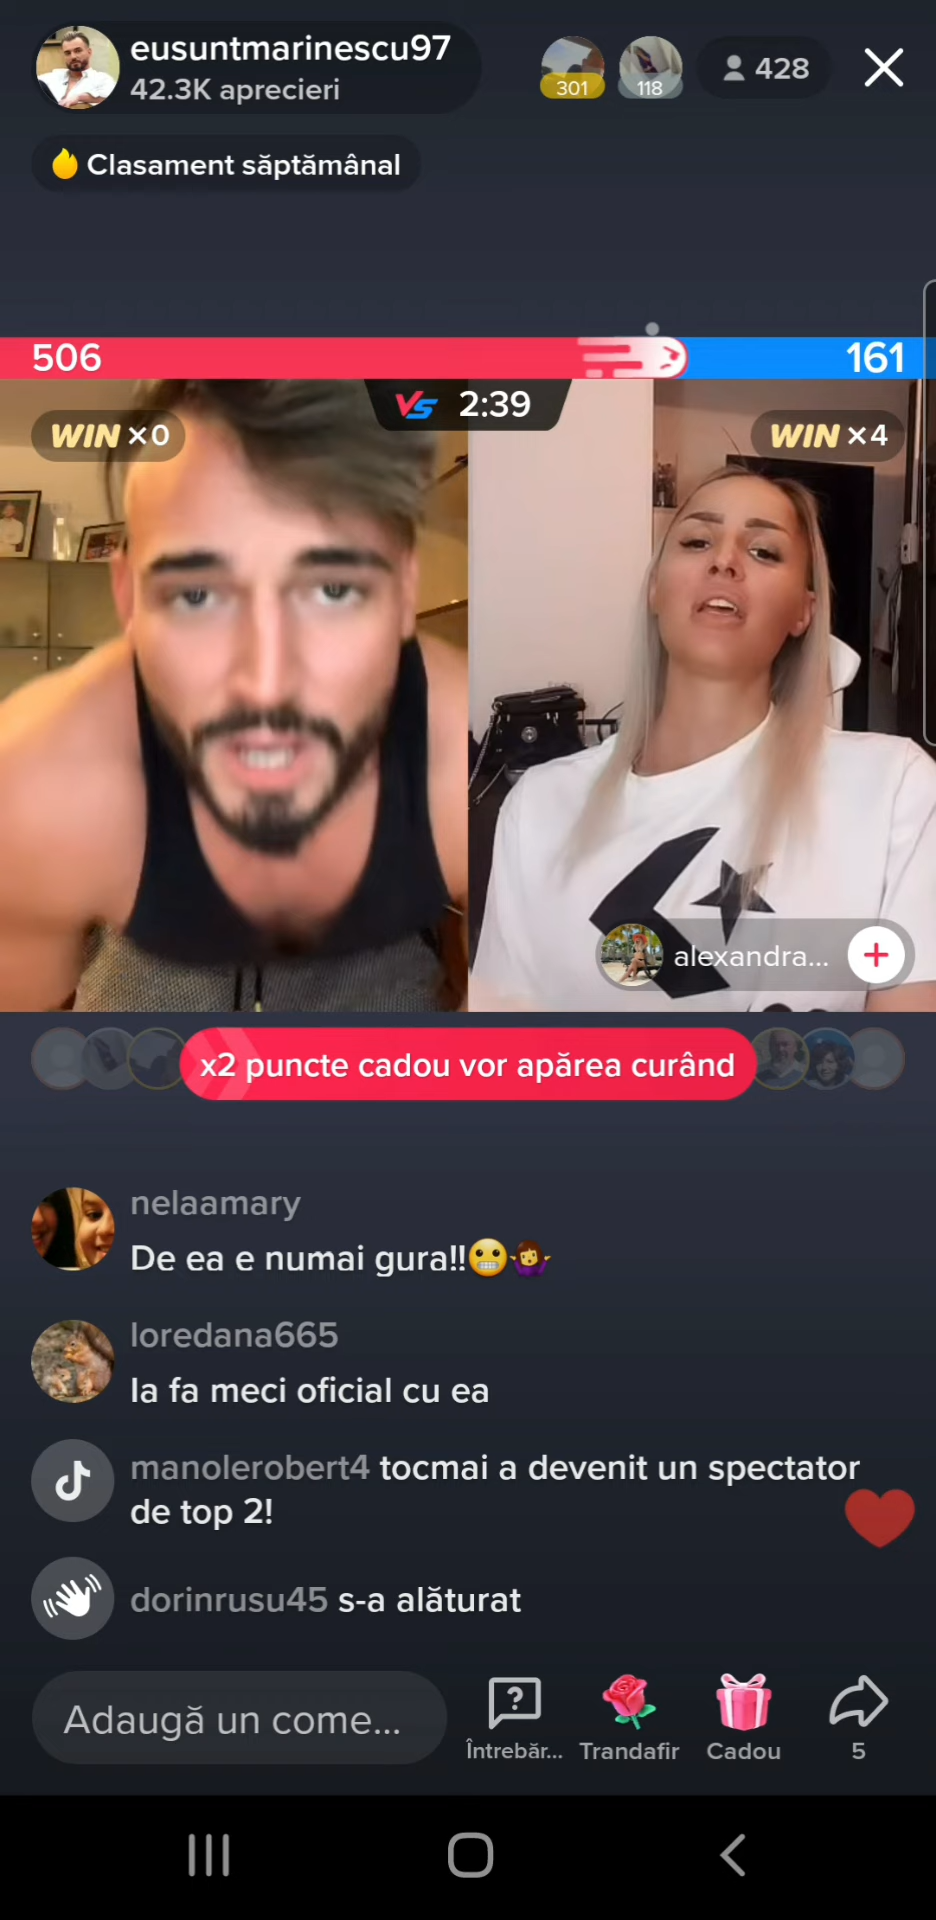 eusuntmarinescu97
42.3K aprecieri
301
118
428
Clasament săptămânal
506
161
VS 2:39
WIN ×0
WIN ×4
alexandra...
x2 puncte cadou vor apărea curând
nelaamary
De ea e numai gura!!😬🤷‍♀️
loredana665
Ia fa meci oficial cu ea
manolerobert4 tocmai a devenit un spectator
de top 2!
dorinrusu45 s-a alăturat
Adaugă un come...
Întrebăr...
Trandafir
Cadou
5